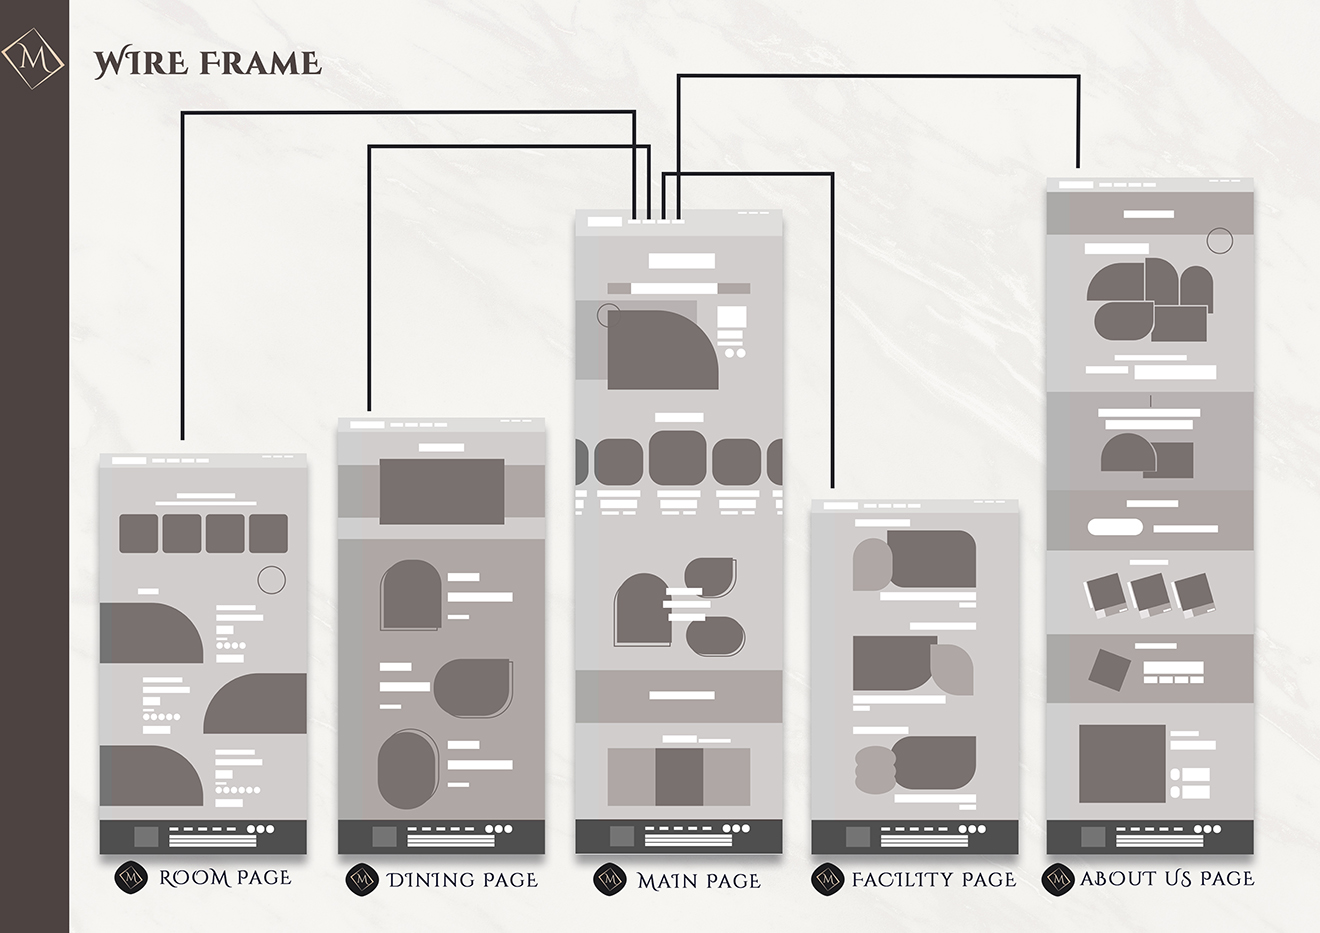 M
WIRE FRAME
M ROOM PAGE
M DINING PAGE
M MAIN PAGE
M FACILITY PAGE
M ABOUT US PAGE